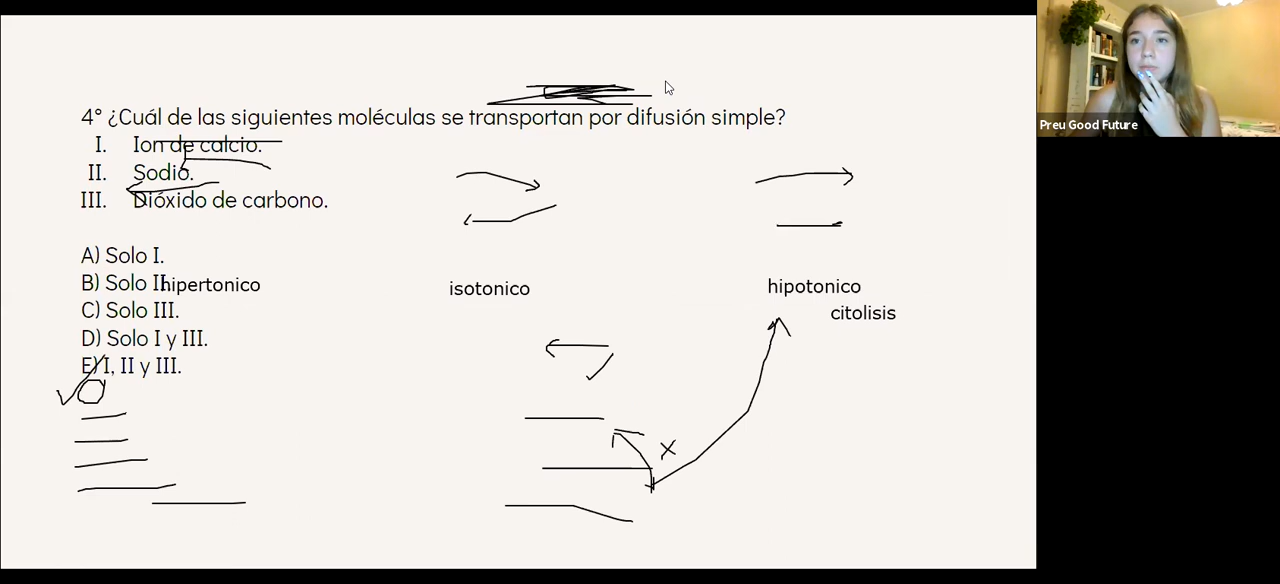 4° ¿Cuál de las siguientes moléculas se transportan por difusión simple?
I. Ion de calcio.
II. Sodio.
III. Dióxido de carbono.
A) Solo I.
B) Solo II.
hipertonico
isotonico
hipotonico
citolisis
C) Solo III.
D) Solo I y III.
E) I, II y III.
X
Preu Good Future